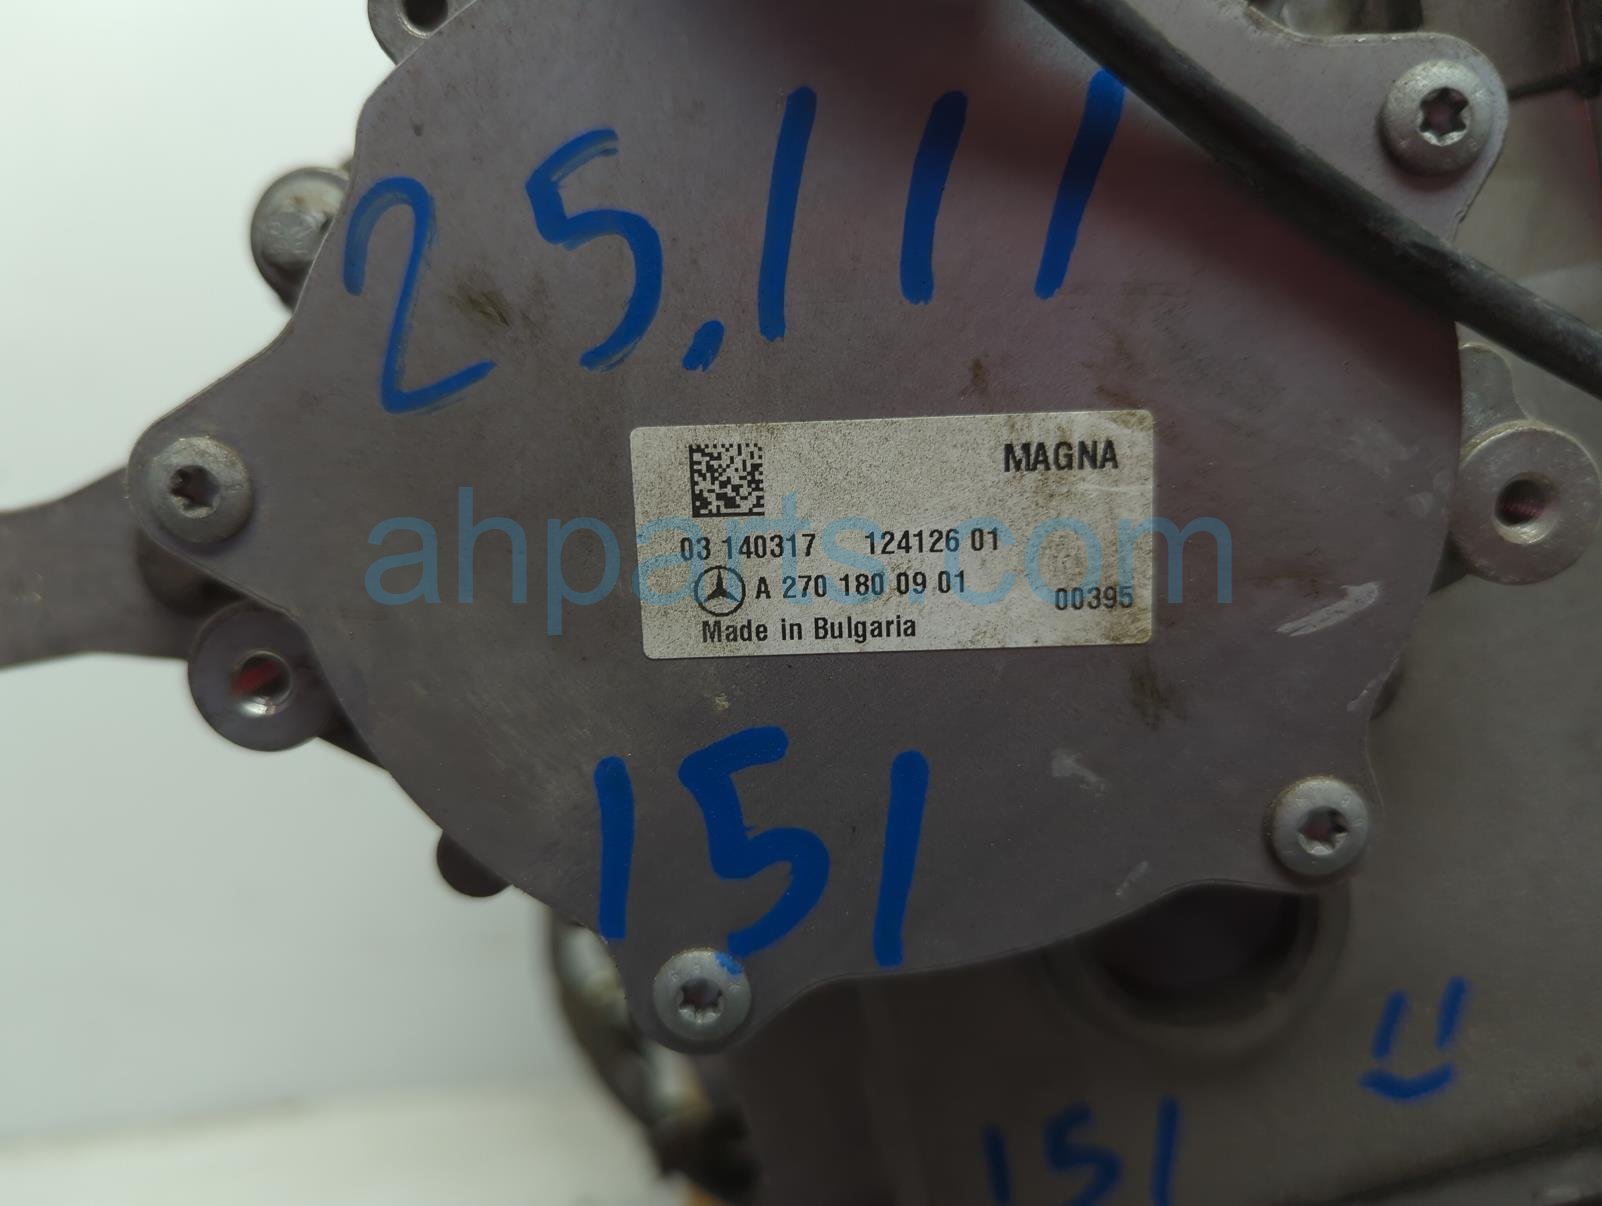 25.111
MAGNA
03 140317 124126 01
A 270 180 09 01
00395
Made in Bulgaria
ahparts.com
151
151